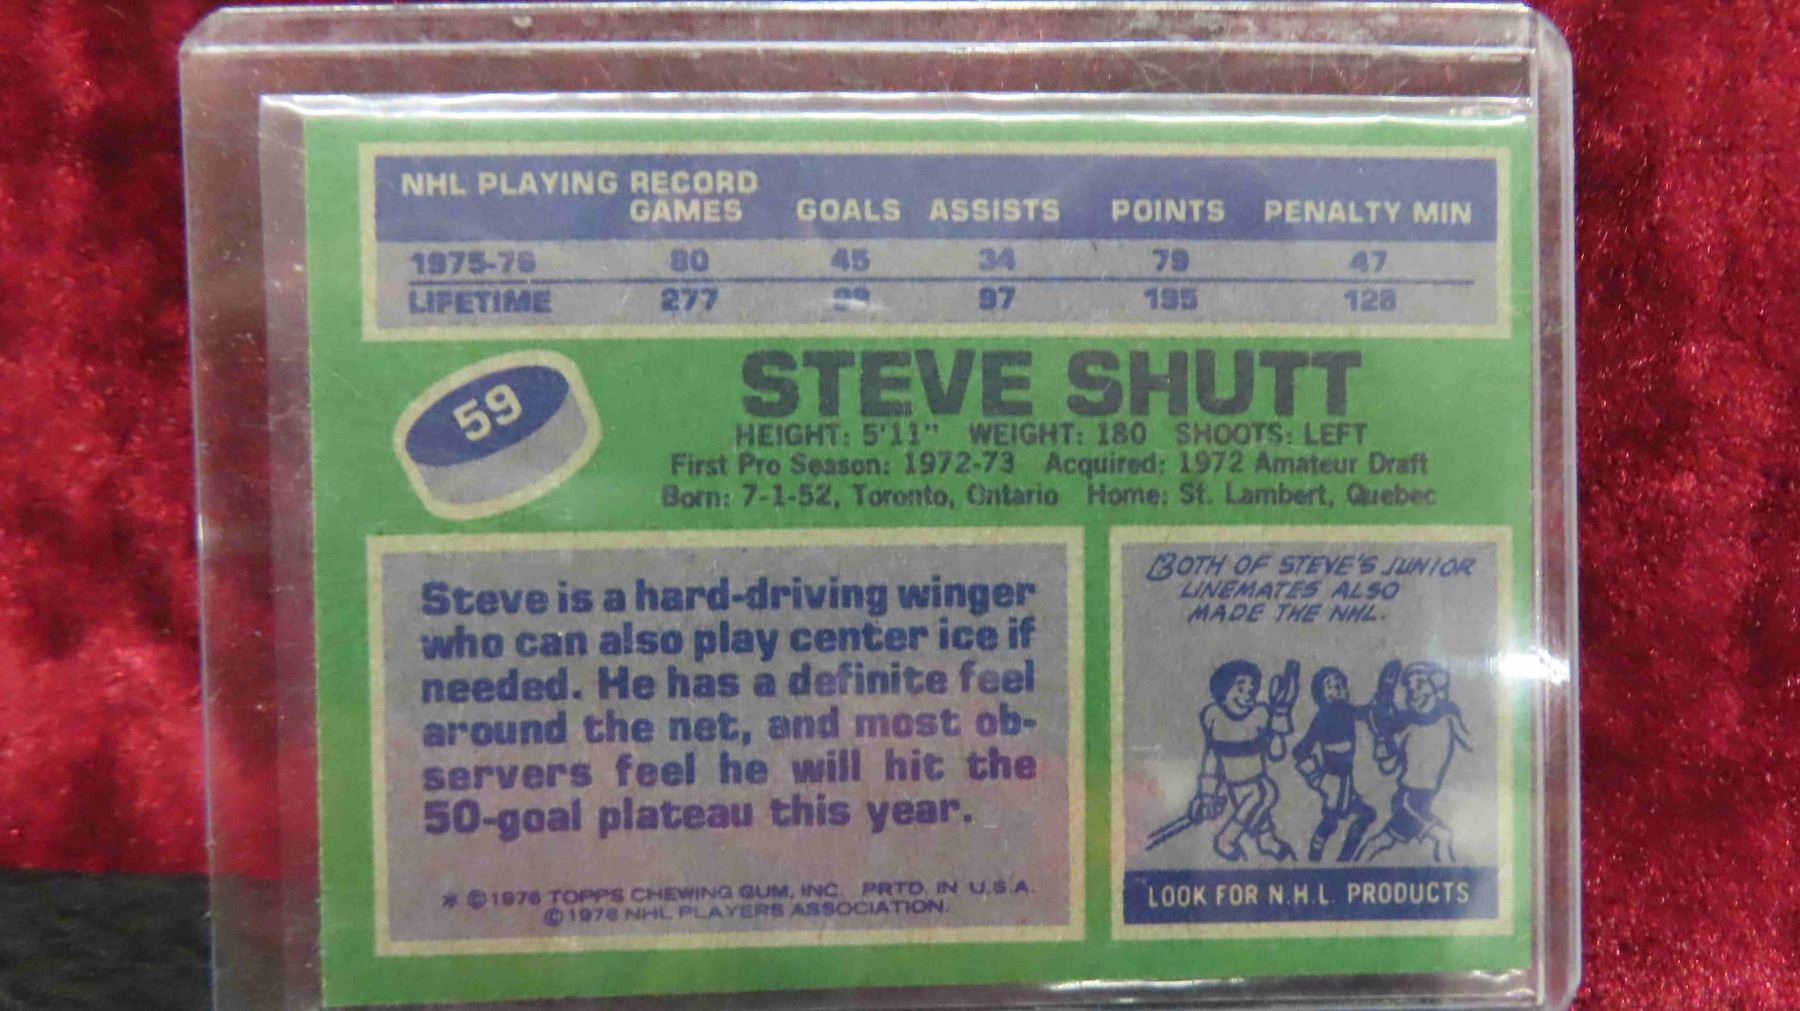 NHL PLAYING RECORD
GAMES GOALS ASSISTS POINTS PENALTY MIN
1975-76 80 45 34 79 47
LIFETIME 277 98 97 195 128
59
STEVE SHUTT
HEIGHT: 5'11" WEIGHT: 180 SHOOTS: LEFT
First Pro Season: 1972-73 Acquired: 1972 Amateur Draft
Born: 7-1-52, Toronto, Ontario Home: St. Lambert, Quebec
Steve is a hard-driving winger
who can also play center ice if
needed. He has a definite feel
around the net, and most ob-
servers feel he will hit the
50-goal plateau this year.
* ©1976 TOPPS CHEWING GUM, INC. PRTD. IN U.S.A.
©1976 NHL PLAYERS ASSOCIATION.
BOTH OF STEVE'S JUNIOR
LINEMATES ALSO
MADE THE NHL.
LOOK FOR N.H.L. PRODUCTS